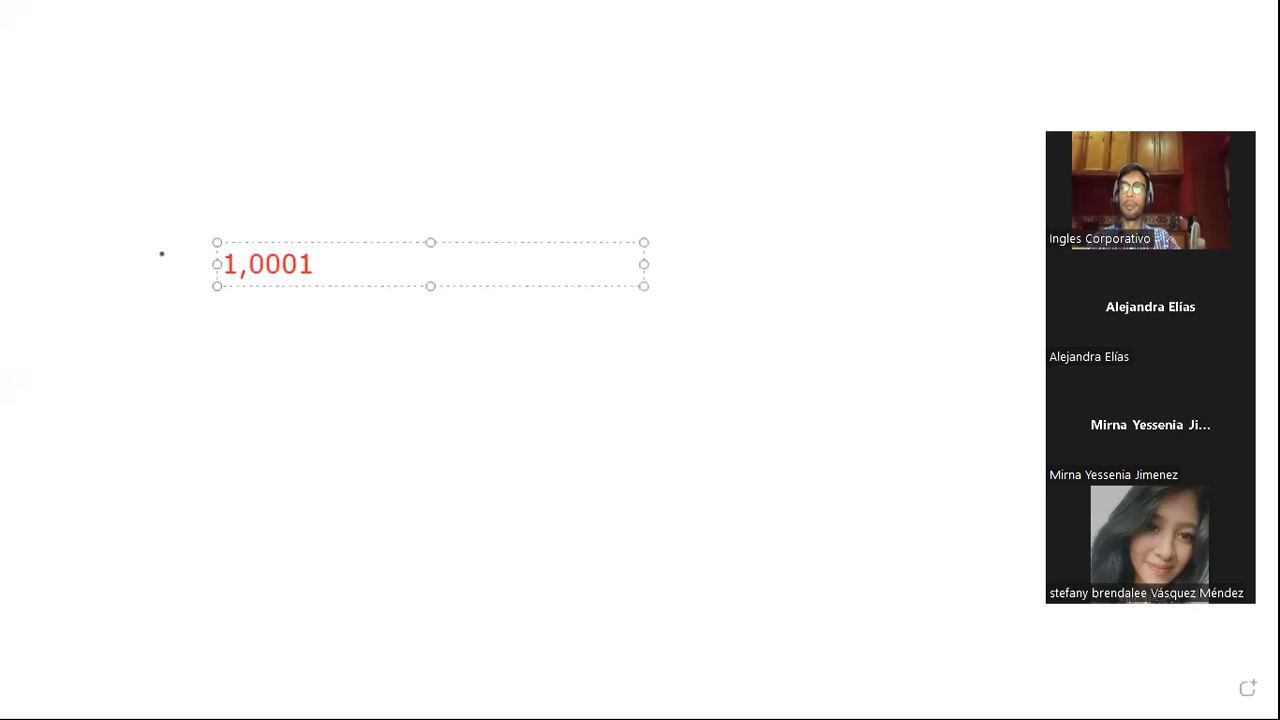 1,0001
Ingles Corporativo
Alejandra Elías
Alejandra Elías
Mirna Yessenia Ji...
Mirna Yessenia Jimenez
stefany brendalee Vásquez Méndez